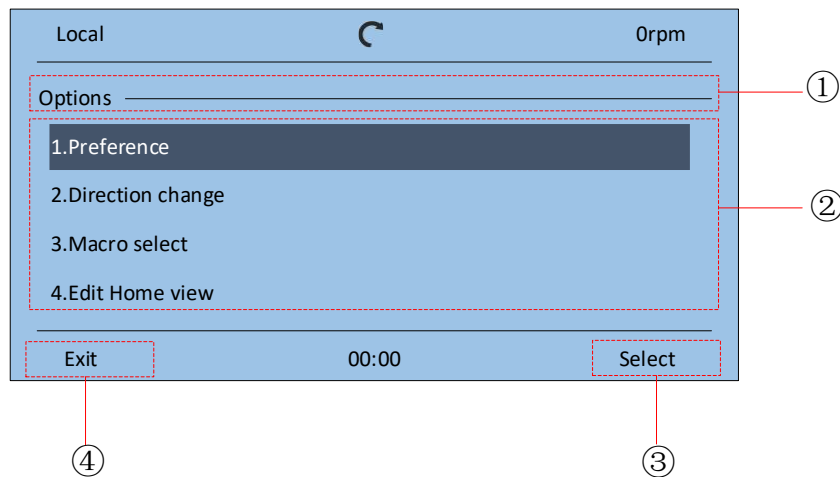 Local 0rpm
Options
①
1.Preference
2.Direction change
②
3.Macro select
4.Edit Home view
Exit 00:00 Select
④ ③